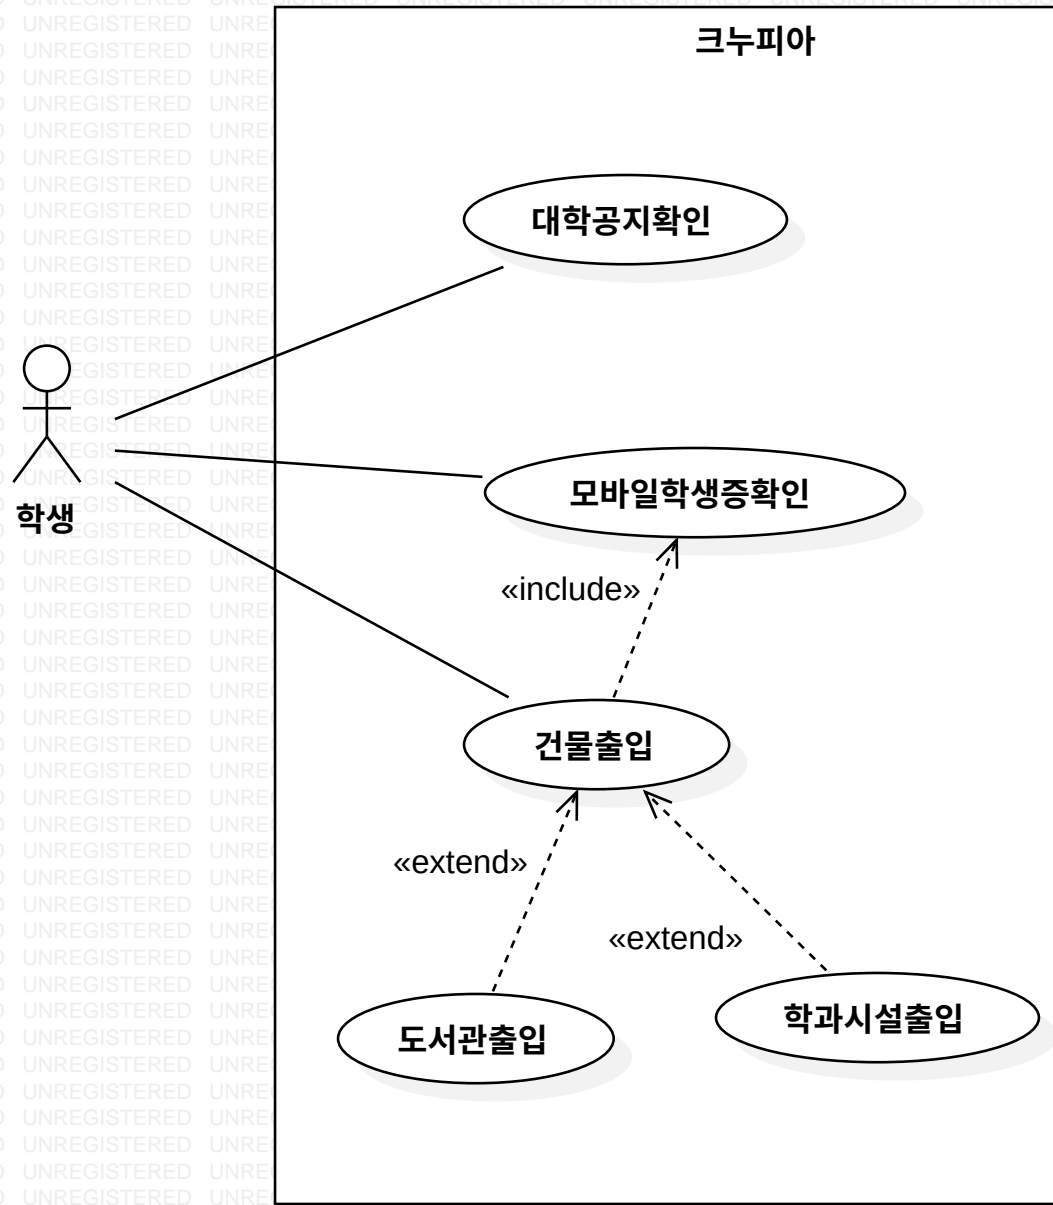 크누피아
대학공지확인
학생
모바일학생증확인
«include»
건물출입
«extend»
«extend»
도서관출입
학과시설출입
UNREGISTERED